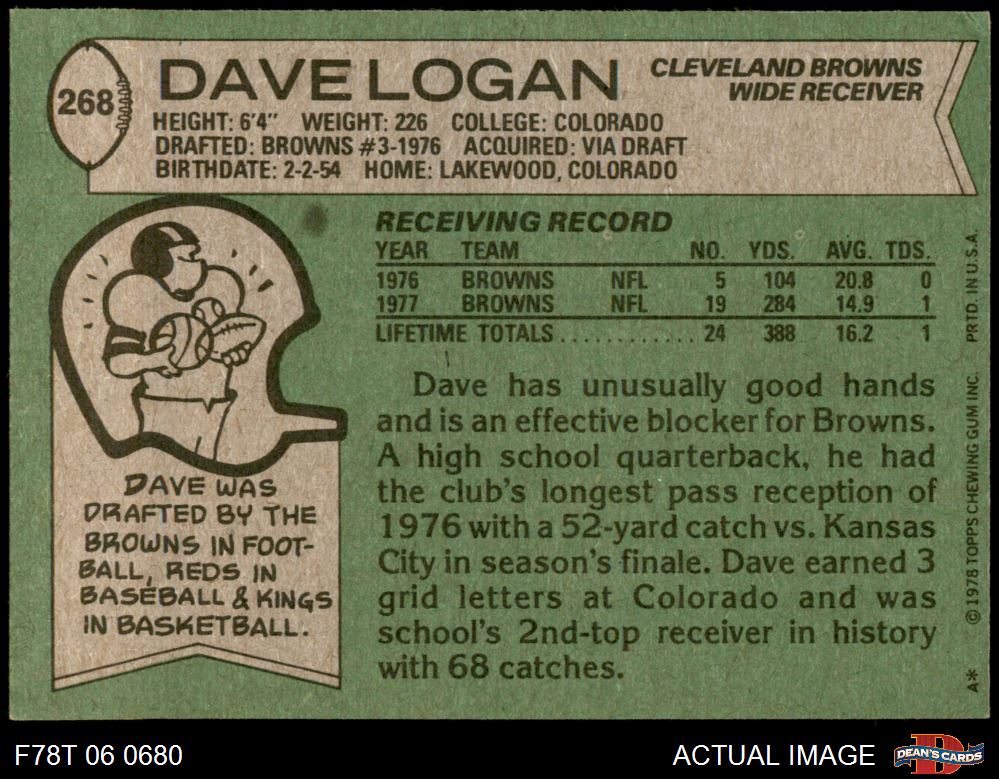 268
DAVE LOGAN
CLEVELAND BROWNS
WIDE RECEIVER
HEIGHT: 6'4" WEIGHT: 226 COLLEGE: COLORADO
DRAFTED: BROWNS #3-1976 ACQUIRED: VIA DRAFT
BIRTHDATE: 2-2-54 HOME: LAKEWOOD, COLORADO
RECEIVING RECORD
YEAR TEAM NO. YDS. AVG. TDS.
1976 BROWNS NFL 5 104 20.8 0
1977 BROWNS NFL 19 284 14.9 1
LIFETIME TOTALS ............ 24 388 16.2 1
Dave has unusually good hands
and is an effective blocker for Browns.
A high school quarterback, he had
the club's longest pass reception of
1976 with a 52-yard catch vs. Kansas
City in season's finale. Dave earned 3
grid letters at Colorado and was
school's 2nd-top receiver in history
with 68 catches.
DAVE WAS
DRAFTED BY THE
BROWNS IN FOOT-
BALL, REDS IN
BASEBALL & KINGS
IN BASKETBALL.
A* ©1978 TOPPS CHEWING GUM INC. PRTD. IN U.S.A.
F78T 06 0680
ACTUAL IMAGE
D
DEAN'S CARDS